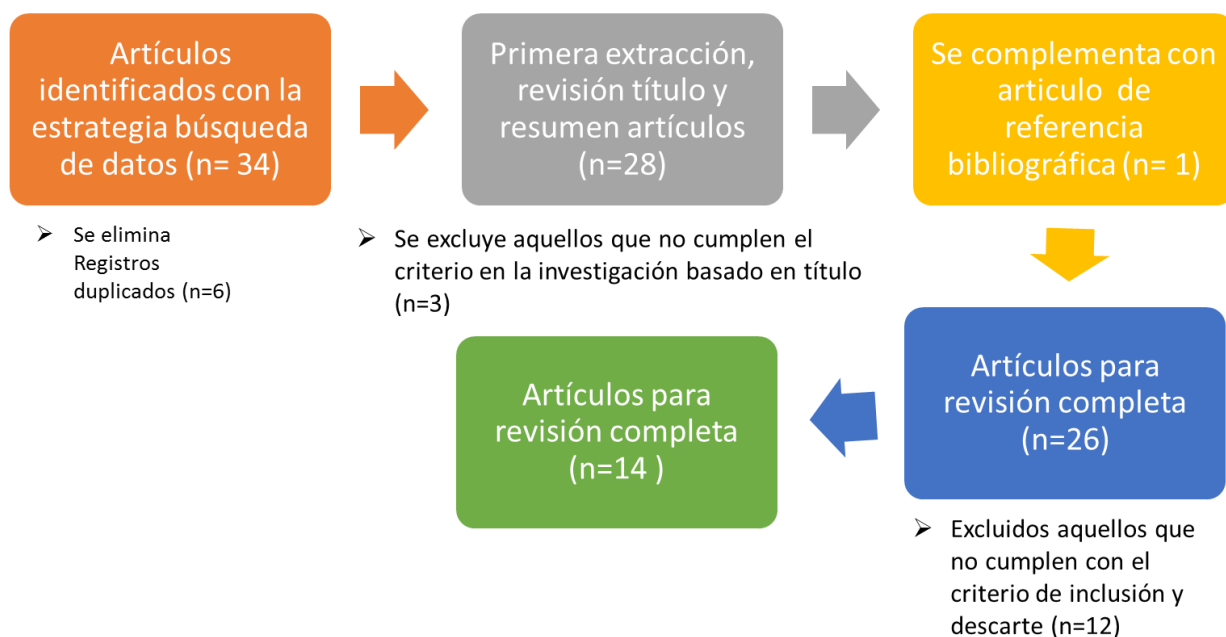 Artículos
identificados con la
estrategia búsqueda
de datos (n= 34)
Se elimina
Registros
duplicados (n=6)
Primera extracción,
revisión título y
resumen artículos
(n=28)
Se excluye aquellos que no cumplen el
criterio en la investigación basado en título
(n=3)
Se complementa con
articulo de
referencia
bibliográfica (n= 1)
Artículos para
revisión completa
(n=26)
Excluidos aquellos que
no cumplen con el
criterio de inclusión y
descarte (n=12)
Artículos para
revisión completa
(n=14 )